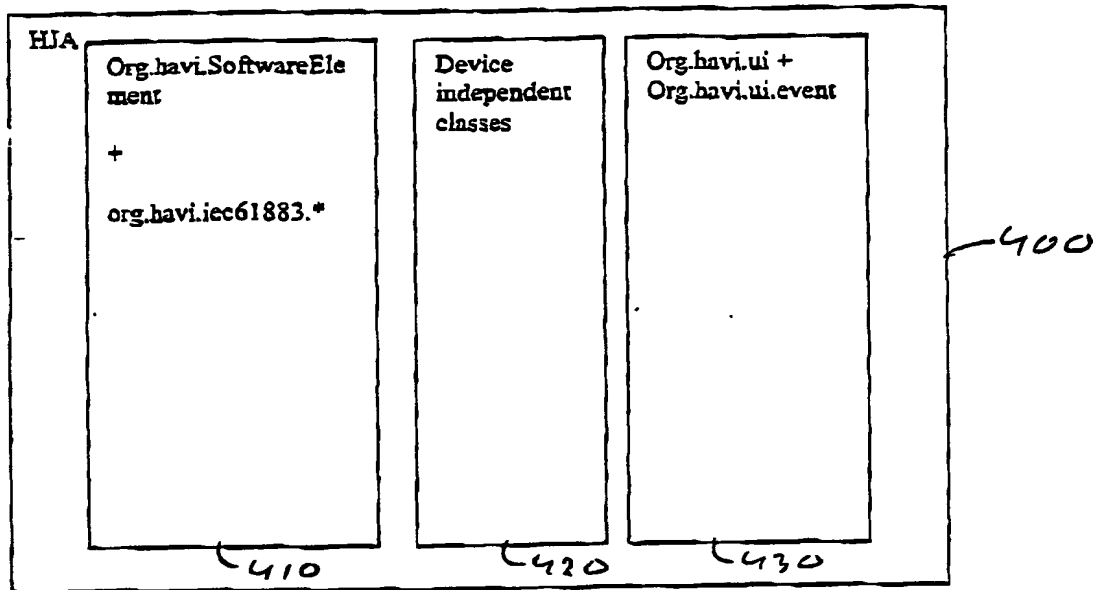 HJA
Org.havi.SoftwareEle
ment
+
org.havi.iec61883.*
Device
independent
classes
Org.havi.ui +
Org.havi.ui.event
400
410
420
430